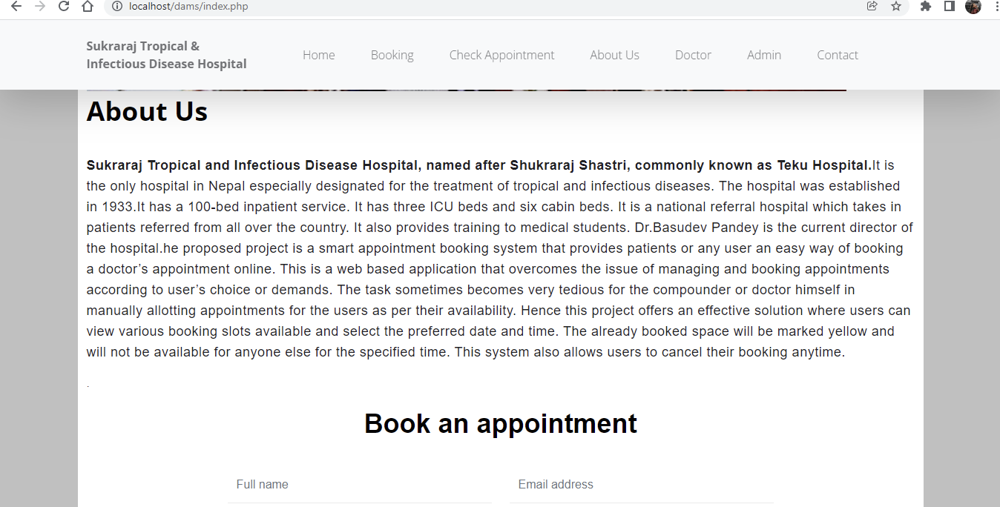 localhost/dams/index.php
Sukraraj Tropical &
Infectious Disease Hospital
Home
Booking
Check Appointment
About Us
Doctor
Admin
Contact
About Us
Sukraraj Tropical and Infectious Disease Hospital, named after Shukraraj Shastri, commonly known as Teku Hospital.It is
the only hospital in Nepal especially designated for the treatment of tropical and infectious diseases. The hospital was established
in 1933.It has a 100-bed inpatient service. It has three ICU beds and six cabin beds. It is a national referral hospital which takes in
patients referred from all over the country. It also provides training to medical students. Dr.Basudev Pandey is the current director of
the hospital.he proposed project is a smart appointment booking system that provides patients or any user an easy way of booking
a doctor’s appointment online. This is a web based application that overcomes the issue of managing and booking appointments
according to user’s choice or demands. The task sometimes becomes very tedious for the compounder or doctor himself in
manually allotting appointments for the users as per their availability. Hence this project offers an effective solution where users can
view various booking slots available and select the preferred date and time. The already booked space will be marked yellow and
will not be available for anyone else for the specified time. This system also allows users to cancel their booking anytime.
.
Book an appointment
Full name
Email address